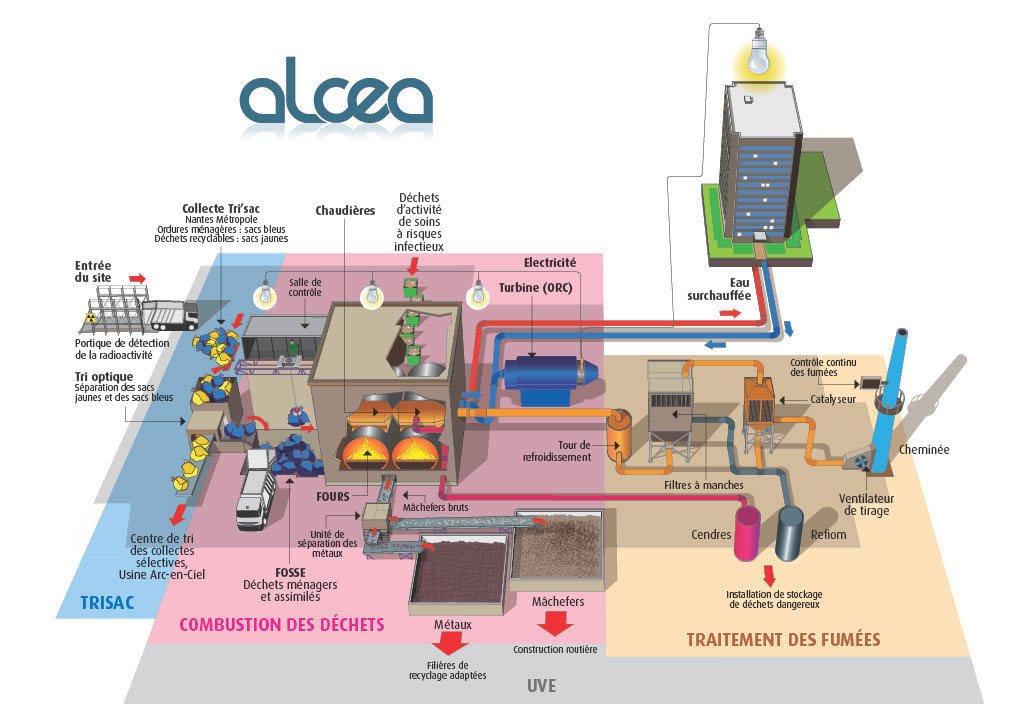 alcea
Collecte Tri'sac
Nantes Métropole
Ordures ménagères : sacs bleus
Déchets recyclables : sacs jaunes
Chaudières
Déchets
d'activité
de soins
à risques
infectieux
Entrée
du site
Salle de
contrôle
Electricité
Turbine (ORC)
Eau
surchauffée
Portique de détection
de la radioactivité
Tri optique
Séparation des sacs
jaunes et des sacs bleus
Contrôle continu
des fumées
Catalyseur
Cheminée
Tour de
refroidissement
Filtres à manches
Ventilateur
de tirage
FOURS
Mâchefers bruts
Unité de
séparation des
métaux
Cendres
Refiom
Centre de tri
des collectes
sélectives,
Usine Arc-en-Ciel
FOSSE
Déchets ménagers
et assimilés
Installation de stockage
de déchets dangereux
TRISAC
COMBUSTION DES DÉCHETS
Métaux
Mâchefers
Construction routière
TRAITEMENT DES FUMÉES
Filières de
recyclage adaptées
UVE